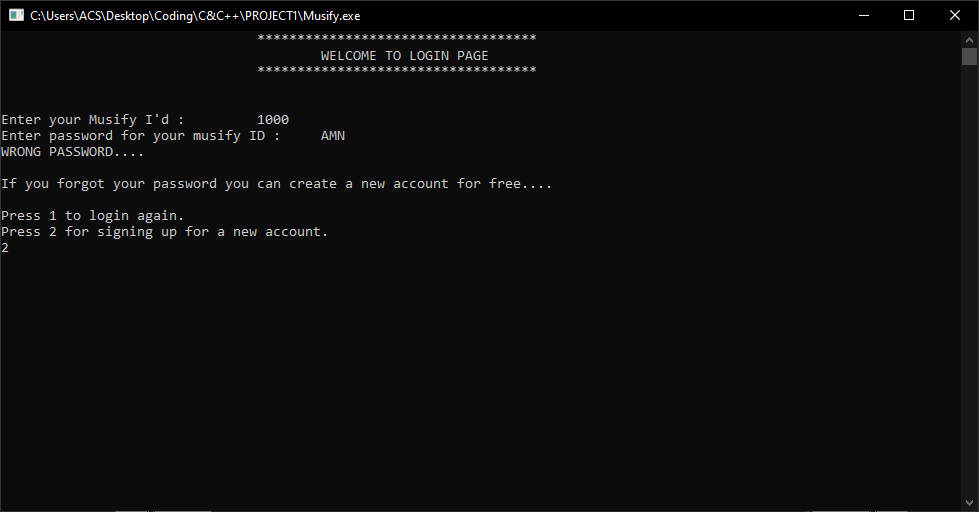 C:\Users\ACS\Desktop\Coding\C&C++\PROJECT1\Musify.exe
***********************************
WELCOME TO LOGIN PAGE
***********************************
Enter your Musify I'd : 1000
Enter password for your musify ID : AMN
WRONG PASSWORD....
If you forgot your password you can create a new account for free....
Press 1 to login again.
Press 2 for signing up for a new account.
2